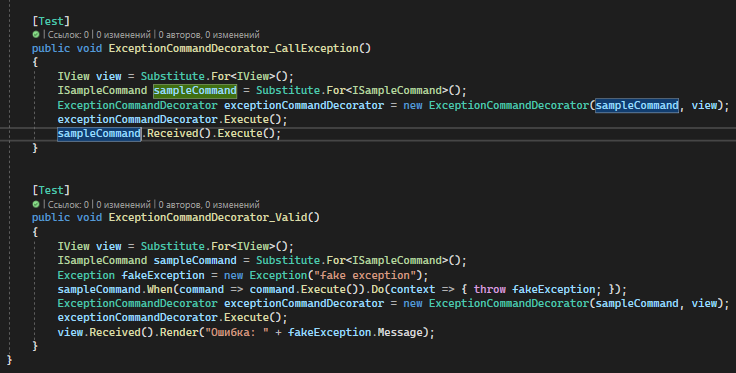 [Test]
| Ссылок: 0 | 0 изменений | 0 авторов, 0 изменений
public void ExceptionCommandDecorator_CallException()
{
IView view = Substitute.For<IView>();
ISampleCommand sampleCommand = Substitute.For<ISampleCommand>();
ExceptionCommandDecorator exceptionCommandDecorator = new ExceptionCommandDecorator(sampleCommand, view);
exceptionCommandDecorator.Execute();
sampleCommand.Received().Execute();
}
[Test]
| Ссылок: 0 | 0 изменений | 0 авторов, 0 изменений
public void ExceptionCommandDecorator_Valid()
{
IView view = Substitute.For<IView>();
ISampleCommand sampleCommand = Substitute.For<ISampleCommand>();
Exception fakeException = new Exception("fake exception");
sampleCommand.When(command => command.Execute()).Do(context => { throw fakeException; });
ExceptionCommandDecorator exceptionCommandDecorator = new ExceptionCommandDecorator(sampleCommand, view);
exceptionCommandDecorator.Execute();
view.Received().Render("Ошибка: " + fakeException.Message);
}
}